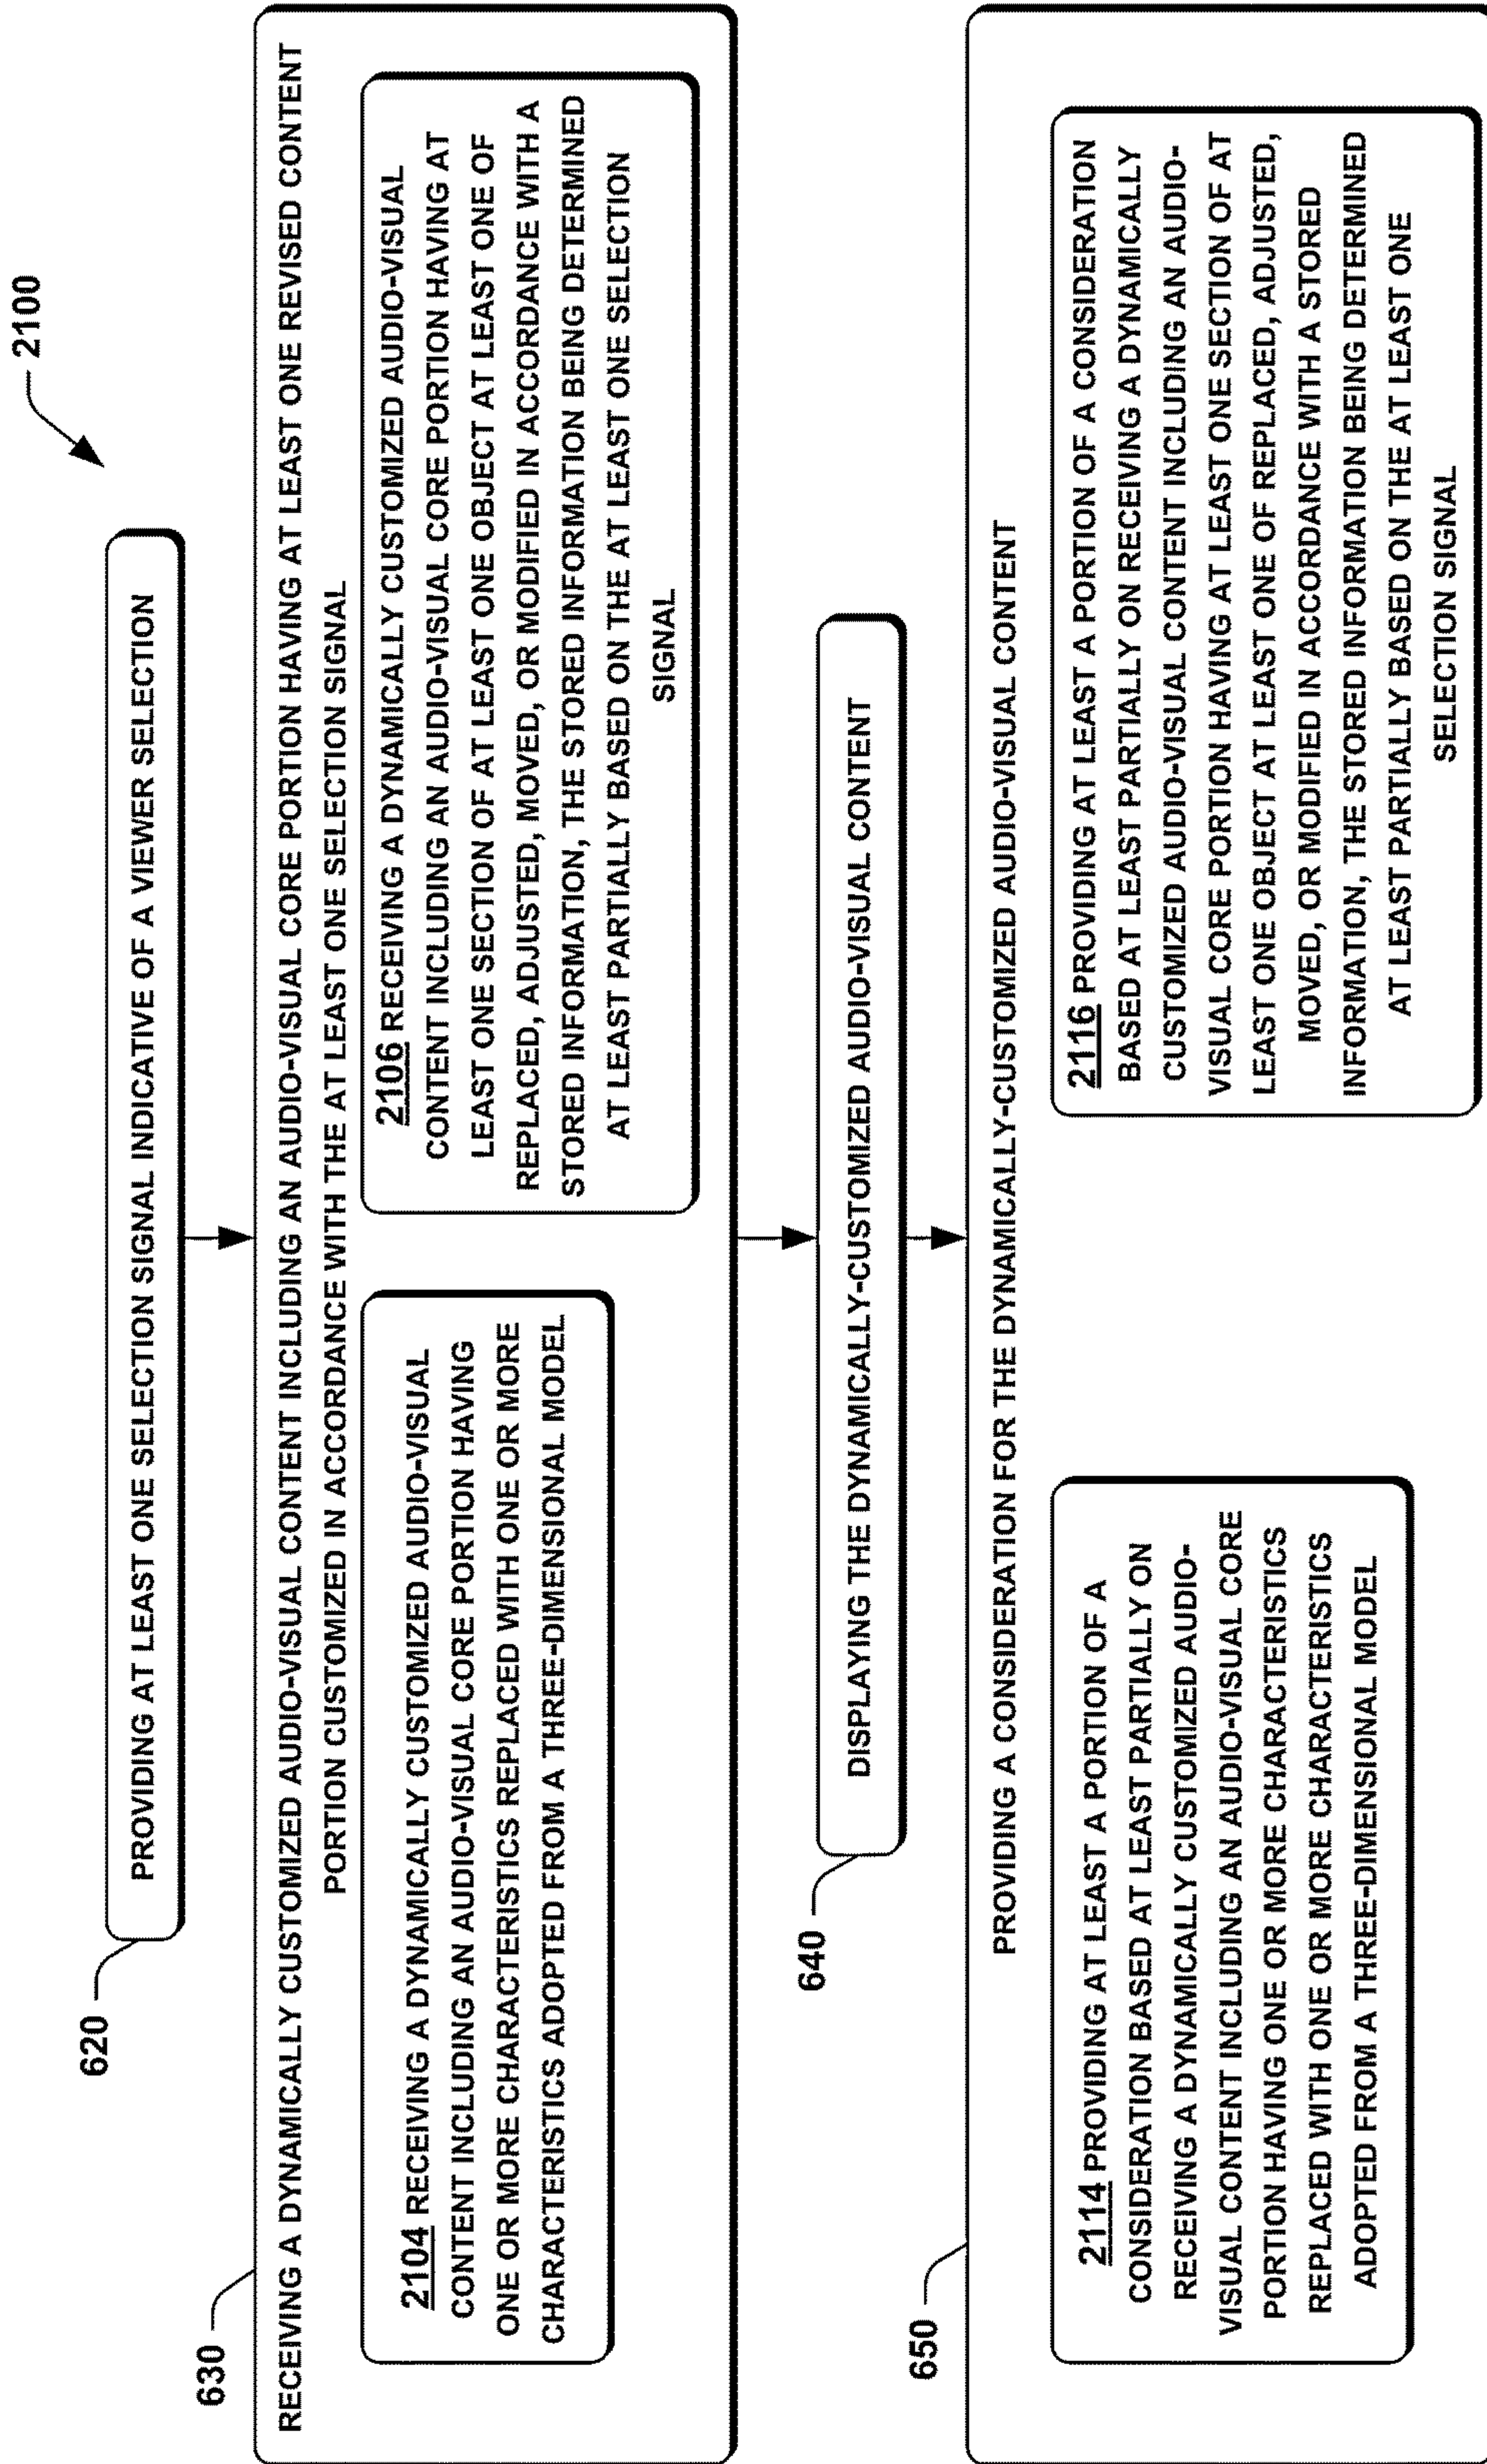 2100
620
PROVIDING AT LEAST ONE SELECTION SIGNAL INDICATIVE OF A VIEWER SELECTION
630
RECEIVING A DYNAMICALLY CUSTOMIZED AUDIO-VISUAL CONTENT INCLUDING AN AUDIO-VISUAL CORE PORTION HAVING AT LEAST ONE REVISED CONTENT
PORTION CUSTOMIZED IN ACCORDANCE WITH THE AT LEAST ONE SELECTION SIGNAL
2104 RECEIVING A DYNAMICALLY CUSTOMIZED AUDIO-VISUAL
CONTENT INCLUDING AN AUDIO-VISUAL CORE PORTION HAVING
ONE OR MORE CHARACTERISTICS REPLACED WITH ONE OR MORE
CHARACTERISTICS ADOPTED FROM A THREE-DIMENSIONAL MODEL
2106 RECEIVING A DYNAMICALLY CUSTOMIZED AUDIO-VISUAL
CONTENT INCLUDING AN AUDIO-VISUAL CORE PORTION HAVING AT
LEAST ONE SECTION OF AT LEAST ONE OBJECT AT LEAST ONE OF
REPLACED, ADJUSTED, MOVED, OR MODIFIED IN ACCORDANCE WITH A
STORED INFORMATION, THE STORED INFORMATION BEING DETERMINED
AT LEAST PARTIALLY BASED ON THE AT LEAST ONE SELECTION
SIGNAL
640
DISPLAYING THE DYNAMICALLY-CUSTOMIZED AUDIO-VISUAL CONTENT
650
PROVIDING A CONSIDERATION FOR THE DYNAMICALLY-CUSTOMIZED AUDIO-VISUAL CONTENT
2114 PROVIDING AT LEAST A PORTION OF A
CONSIDERATION BASED AT LEAST PARTIALLY ON
RECEIVING A DYNAMICALLY CUSTOMIZED AUDIO-
VISUAL CONTENT INCLUDING AN AUDIO-VISUAL CORE
PORTION HAVING ONE OR MORE CHARACTERISTICS
REPLACED WITH ONE OR MORE CHARACTERISTICS
ADOPTED FROM A THREE-DIMENSIONAL MODEL
2116 PROVIDING AT LEAST A PORTION OF A CONSIDERATION
BASED AT LEAST PARTIALLY ON RECEIVING A DYNAMICALLY
CUSTOMIZED AUDIO-VISUAL CONTENT INCLUDING AN AUDIO-
VISUAL CORE PORTION HAVING AT LEAST ONE SECTION OF AT
LEAST ONE OBJECT AT LEAST ONE OF REPLACED, ADJUSTED,
MOVED, OR MODIFIED IN ACCORDANCE WITH A STORED
INFORMATION, THE STORED INFORMATION BEING DETERMINED
AT LEAST PARTIALLY BASED ON THE AT LEAST ONE
SELECTION SIGNAL